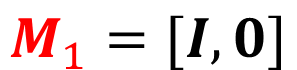 M₁ = [I, 0]